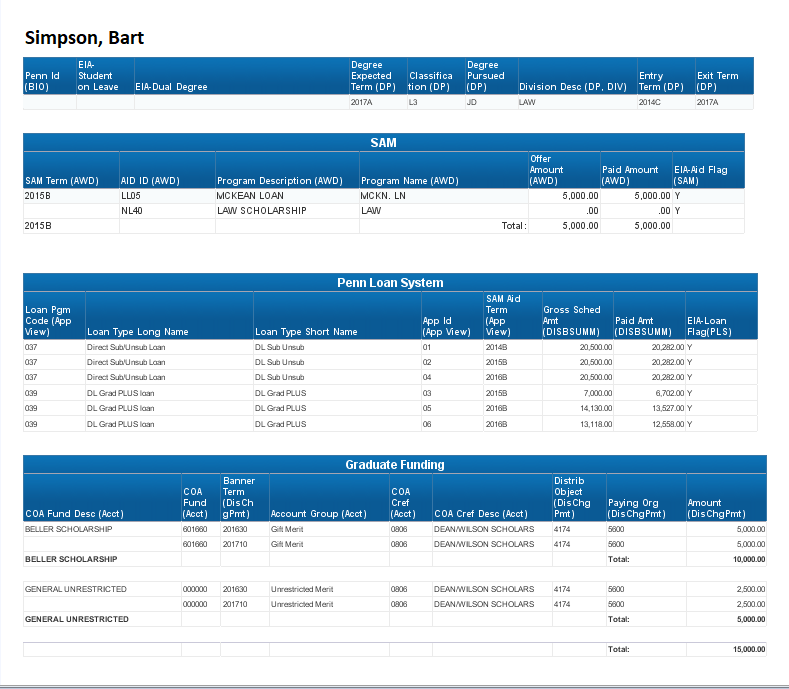 Simpson, Bart
Penn Id (BIO) EIA-Student on Leave EIA-Dual Degree Degree Expected Term (DP) Classifica tion (DP) Degree Pursued (DP) Division Desc (DP, DIV) Entry Term (DP) Exit Term (DP)
2017A L3 JD LAW 2014C 2017A
SAM
SAM Term (AWD) AID ID (AWD) Program Description (AWD) Program Name (AWD) Offer Amount (AWD) Paid Amount (AWD) EIA-Aid Flag (SAM)
2015B LL05 MCKEAN LOAN MCKN. LN 5,000.00 5,000.00 Y
NL40 LAW SCHOLARSHIP LAW .00 .00 Y
2015B Total: 5,000.00 5,000.00
Penn Loan System
Loan Pgm Code (App View) Loan Type Long Name Loan Type Short Name App Id (App View) SAM Aid Term (App View) Gross Sched Amt (DISBSUMM) Paid Amt (DISBSUMM) EIA-Loan Flag(PLS)
037 Direct Sub/Unsub Loan DL Sub Unsub 01 2014B 20,500.00 20,282.00 Y
037 Direct Sub/Unsub Loan DL Sub Unsub 02 2015B 20,500.00 20,282.00 Y
037 Direct Sub/Unsub Loan DL Sub Unsub 04 2016B 20,500.00 20,282.00 Y
039 DL Grad PLUS loan DL Grad PLUS 03 2015B 7,000.00 6,702.00 Y
039 DL Grad PLUS loan DL Grad PLUS 05 2016B 14,130.00 13,527.00 Y
039 DL Grad PLUS loan DL Grad PLUS 06 2016B 13,118.00 12,558.00 Y
Graduate Funding
COA Fund Desc (Acct) COA Fund (Acct) Banner Term (DisCh gPmt) Account Group (Acct) COA Cref (Acct) COA Cref Desc (Acct) Distrib Object (DisChg Pmt) Paying Org (DisChgPmt) Amount (DisChgPmt)
BELLER SCHOLARSHIP 601660 201630 Gift Merit 0806 DEAN/WILSON SCHOLARS 4174 5600 5,000.00
601660 201710 Gift Merit 0806 DEAN/WILSON SCHOLARS 4174 5600 5,000.00
BELLER SCHOLARSHIP Total: 10,000.00
GENERAL UNRESTRICTED 000000 201630 Unrestricted Merit 0806 DEAN/WILSON SCHOLARS 4174 5600 2,500.00
000000 201710 Unrestricted Merit 0806 DEAN/WILSON SCHOLARS 4174 5600 2,500.00
GENERAL UNRESTRICTED Total: 5,000.00
Total: 15,000.00